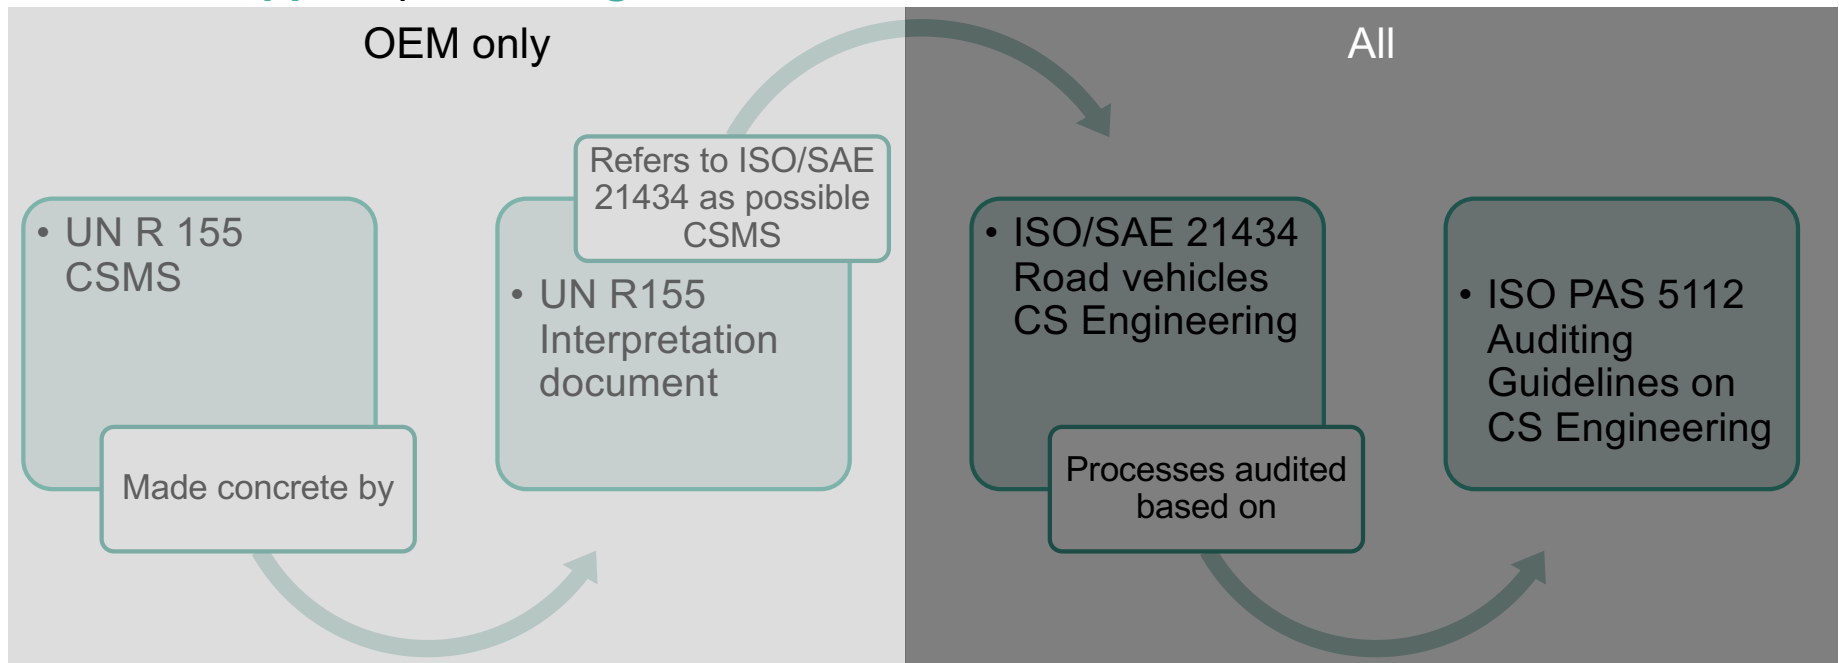 OEM only
All
• UN R 155
CSMS
Made concrete by
Refers to ISO/SAE
21434 as possible
CSMS
• UN R155
Interpretation
document
• ISO/SAE 21434
Road vehicles
CS Engineering
Processes audited
based on
• ISO PAS 5112
Auditing
Guidelines on
CS Engineering